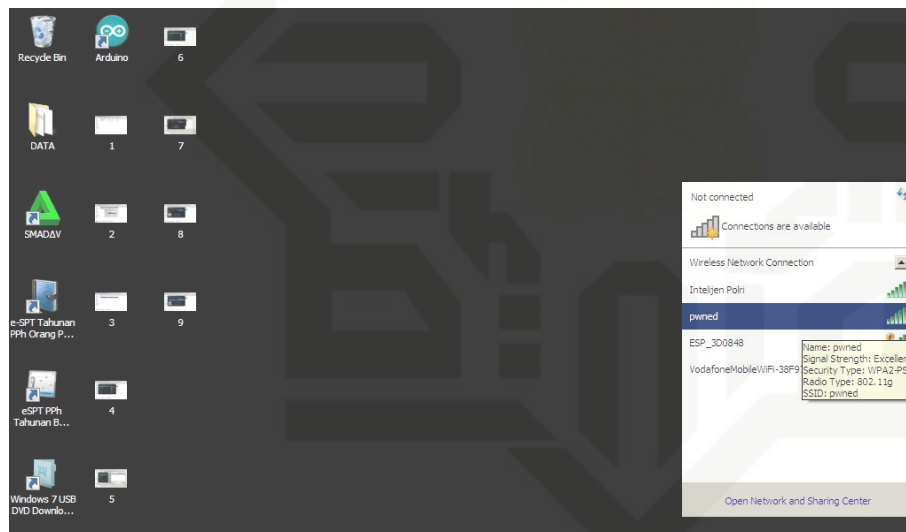 Recycle Bin
Arduino
6
DATA
1
7
SMADΔV
2
8
e-SPT Tahunan
PPh Orang P...
3
9
eSPT PPh
Tahunan B...
4
Windows 7 USB
DVD Downlo...
5
Not connected
Connections are available
Wireless Network Connection
Intelijen Polri
pwned
ESP_3D0848
VodafoneMobileWiFi-38F9
Name: pwned
Signal Strength: Exceller
Security Type: WPA2-PS
Radio Type: 802.11g
SSID: pwned
Open Network and Sharing Center